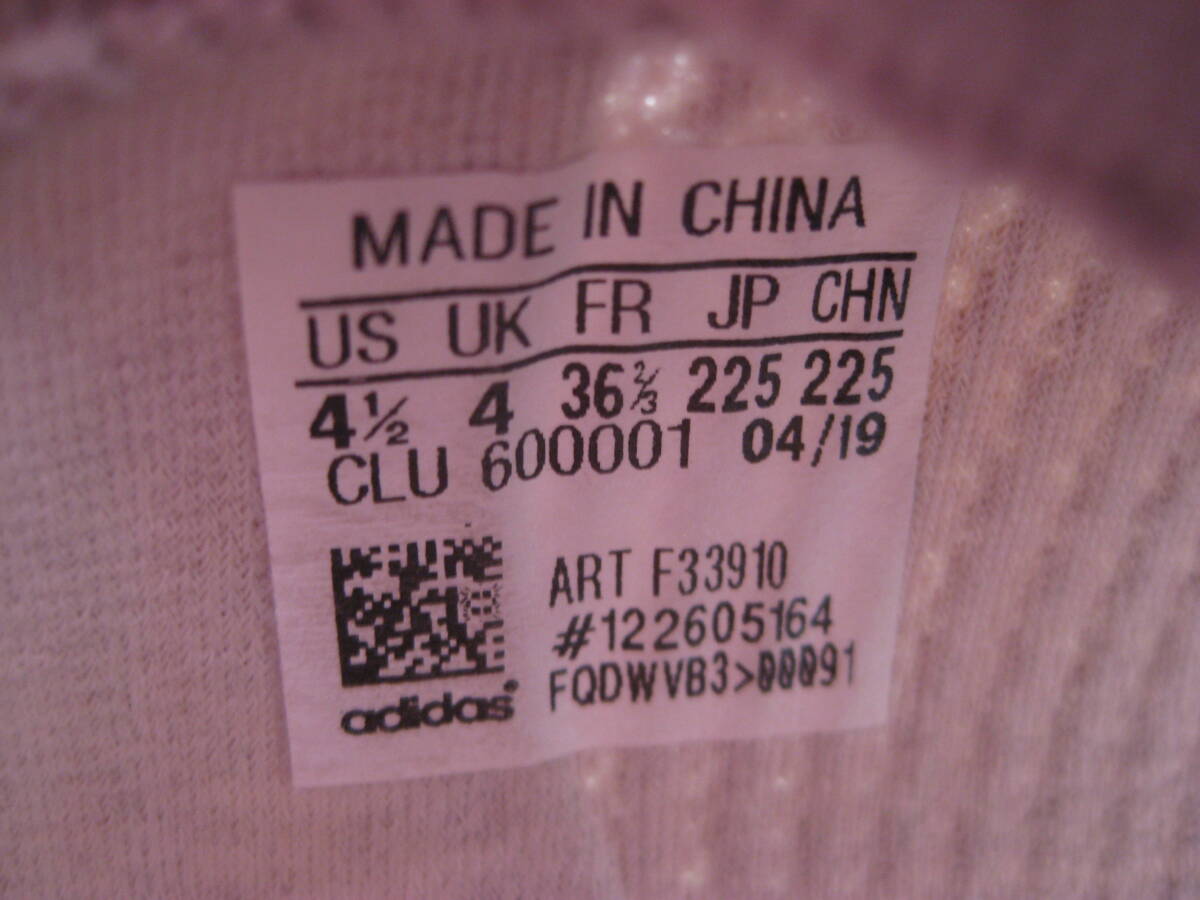 MADE IN CHINA
US UK FR JP CHN
4½ 4 36⅔ 225 225
CLU 600001 04/19
ART F33910
#122605164
FQDWVB3>00091
adidas®